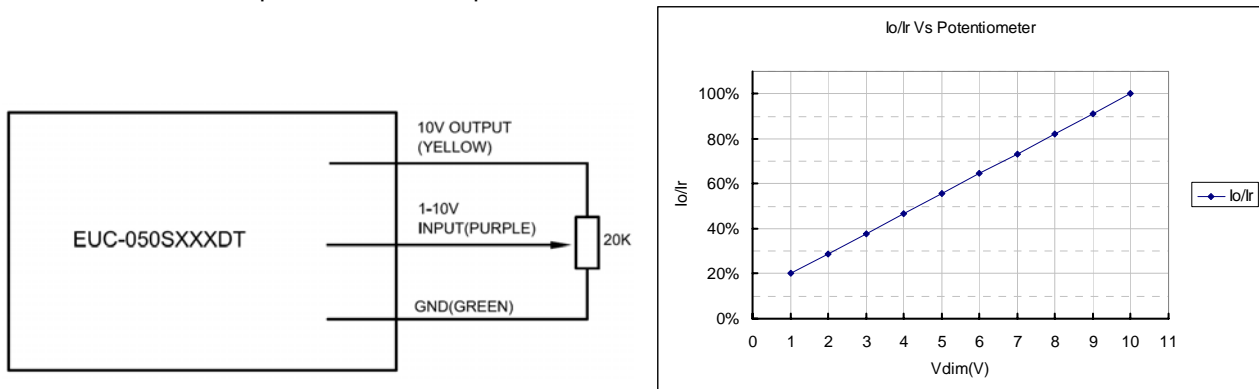 10V OUTPUT
(YELLOW)
1-10V
INPUT(PURPLE)
EUC-050SXXXDT
20K
GND(GREEN)
Io/Ir Vs Potentiometer
100%
80%
60%
40%
20%
0%
Io/Ir
0 1 2 3 4 5 6 7 8 9 10 11
Vdim(V)
Io/Ir